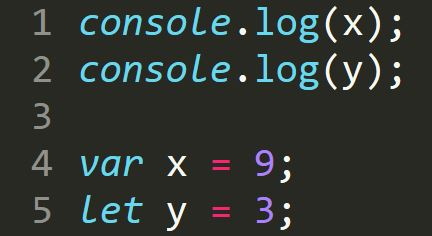 1 console.log(x);
2 console.log(y);
3
4 var x = 9;
5 let y = 3;